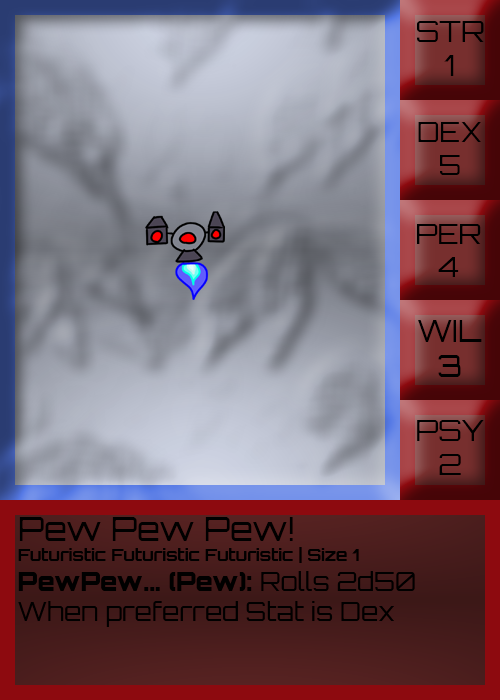 STR
1
DEX
5
PER
4
WIL
3
PSY
2
Pew Pew Pew!
Futuristic Futuristic Futuristic | Size 1
PewPew... (Pew): Rolls 2d50
When preferred Stat is Dex